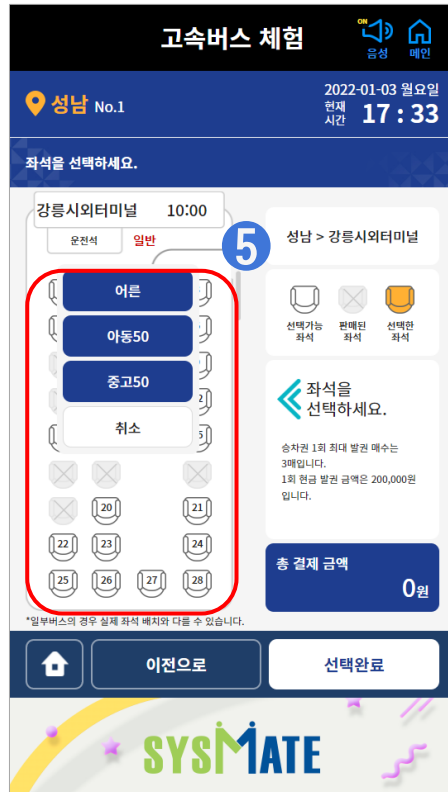 고속버스 체험
ON
음성
메인
성남 No.1
2022-01-03 월요일
현재
시간
17 : 33
좌석을 선택하세요.
강릉시외터미널 10:00
운전석
일반
5
어른
아동50
중고50
취소
20
21
22
23
24
25
26
27
28
*일부버스의 경우 실제 좌석 배치와 다를 수 있습니다.
성남 > 강릉시외터미널
선택가능
좌석
판매된
좌석
선택한
좌석
좌석을
선택하세요.
승차권 1회 최대 발권 매수는
3매입니다.
1회 현금 발권 금액은 200,000원
입니다.
총 결제 금액
0원
이전으로
선택완료
SYSMATE